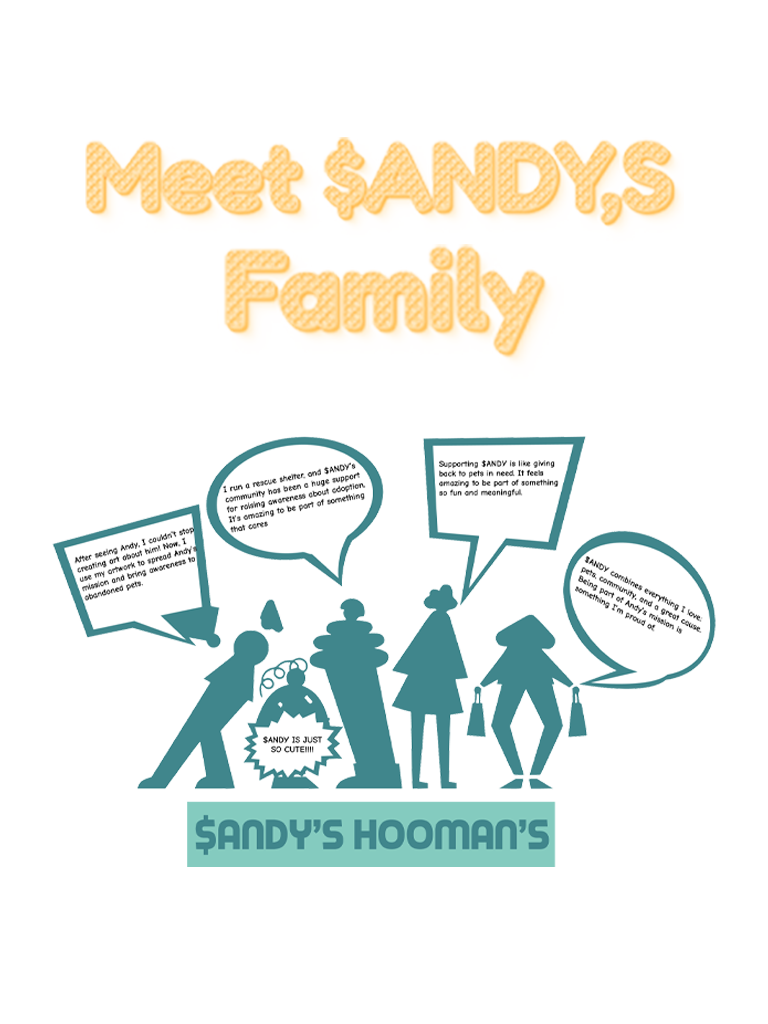 Meet $ANDY,S
Family
After seeing Andy, I couldn't stop
creating art about him! Now, I
use my artwork to spread Andy's
mission and bring awareness to
abandoned pets.
I run a rescue shelter, and $ANDY's
community has been a huge support
for raising awareness about adoption.
It's amazing to be part of something
that cares
Supporting $ANDY is like giving
back to pets in need. It feels
amazing to be part of something
so fun and meaningful.
$ANDY combines everything I love:
pets, community, and a great cause.
Being part of Andy's mission is
something I'm proud of.
$ANDY IS JUST
SO CUTE!!!!
$ANDY'S HOOMAN'S